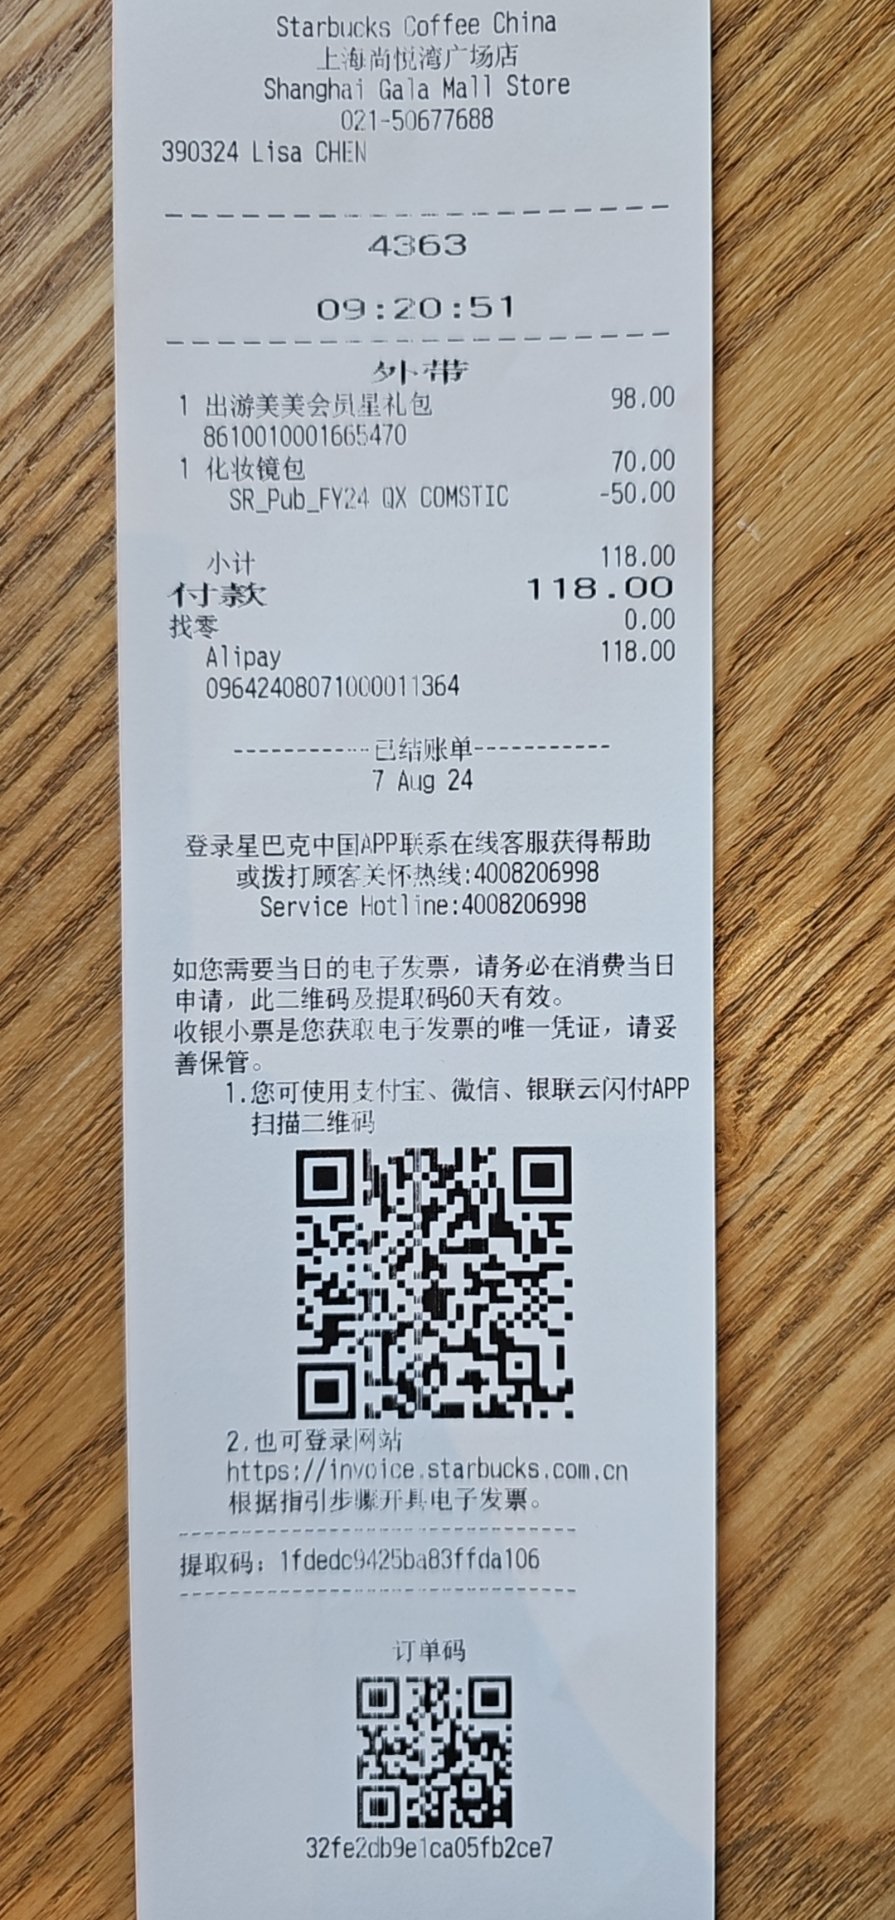 Starbucks Coffee China
上海尚悦湾广场店
Shanghai Gala Mall Store
021-50677688
390324 Lisa CHEN
4363
09:20:51
外带
1 出游美美会员星礼包 98.00
8610010001665470
1 化妆镜包 70.00
SR_Pub_FY24 QX COMSTIC -50.00
小计 118.00
付款 118.00
找零 0.00
Alipay 118.00
09642408071000011364
-----------已结账单-----------
7 Aug 24
登录星巴克中国APP联系在线客服获得帮助
或拨打顾客关怀热线:4008206998
Service Hotline:4008206998
如您需要当日的电子发票，请务必在消费当日
申请，此二维码及提取码60天有效。
收银小票是您获取电子发票的唯一凭证，请妥
善保管。
1.您可使用支付宝、微信、银联云闪付APP
扫描二维码
2.也可登录网站
https://invoice.starbucks.com.cn
根据指引步骤开具电子发票。
提取码：1fdedc9425ba83ffda106
订单码
32fe2db9e1ca05fb2ce7